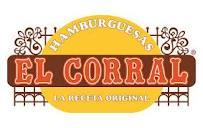 HAMBURGUESAS
EL CORRAL
LA RECETA ORIGINAL